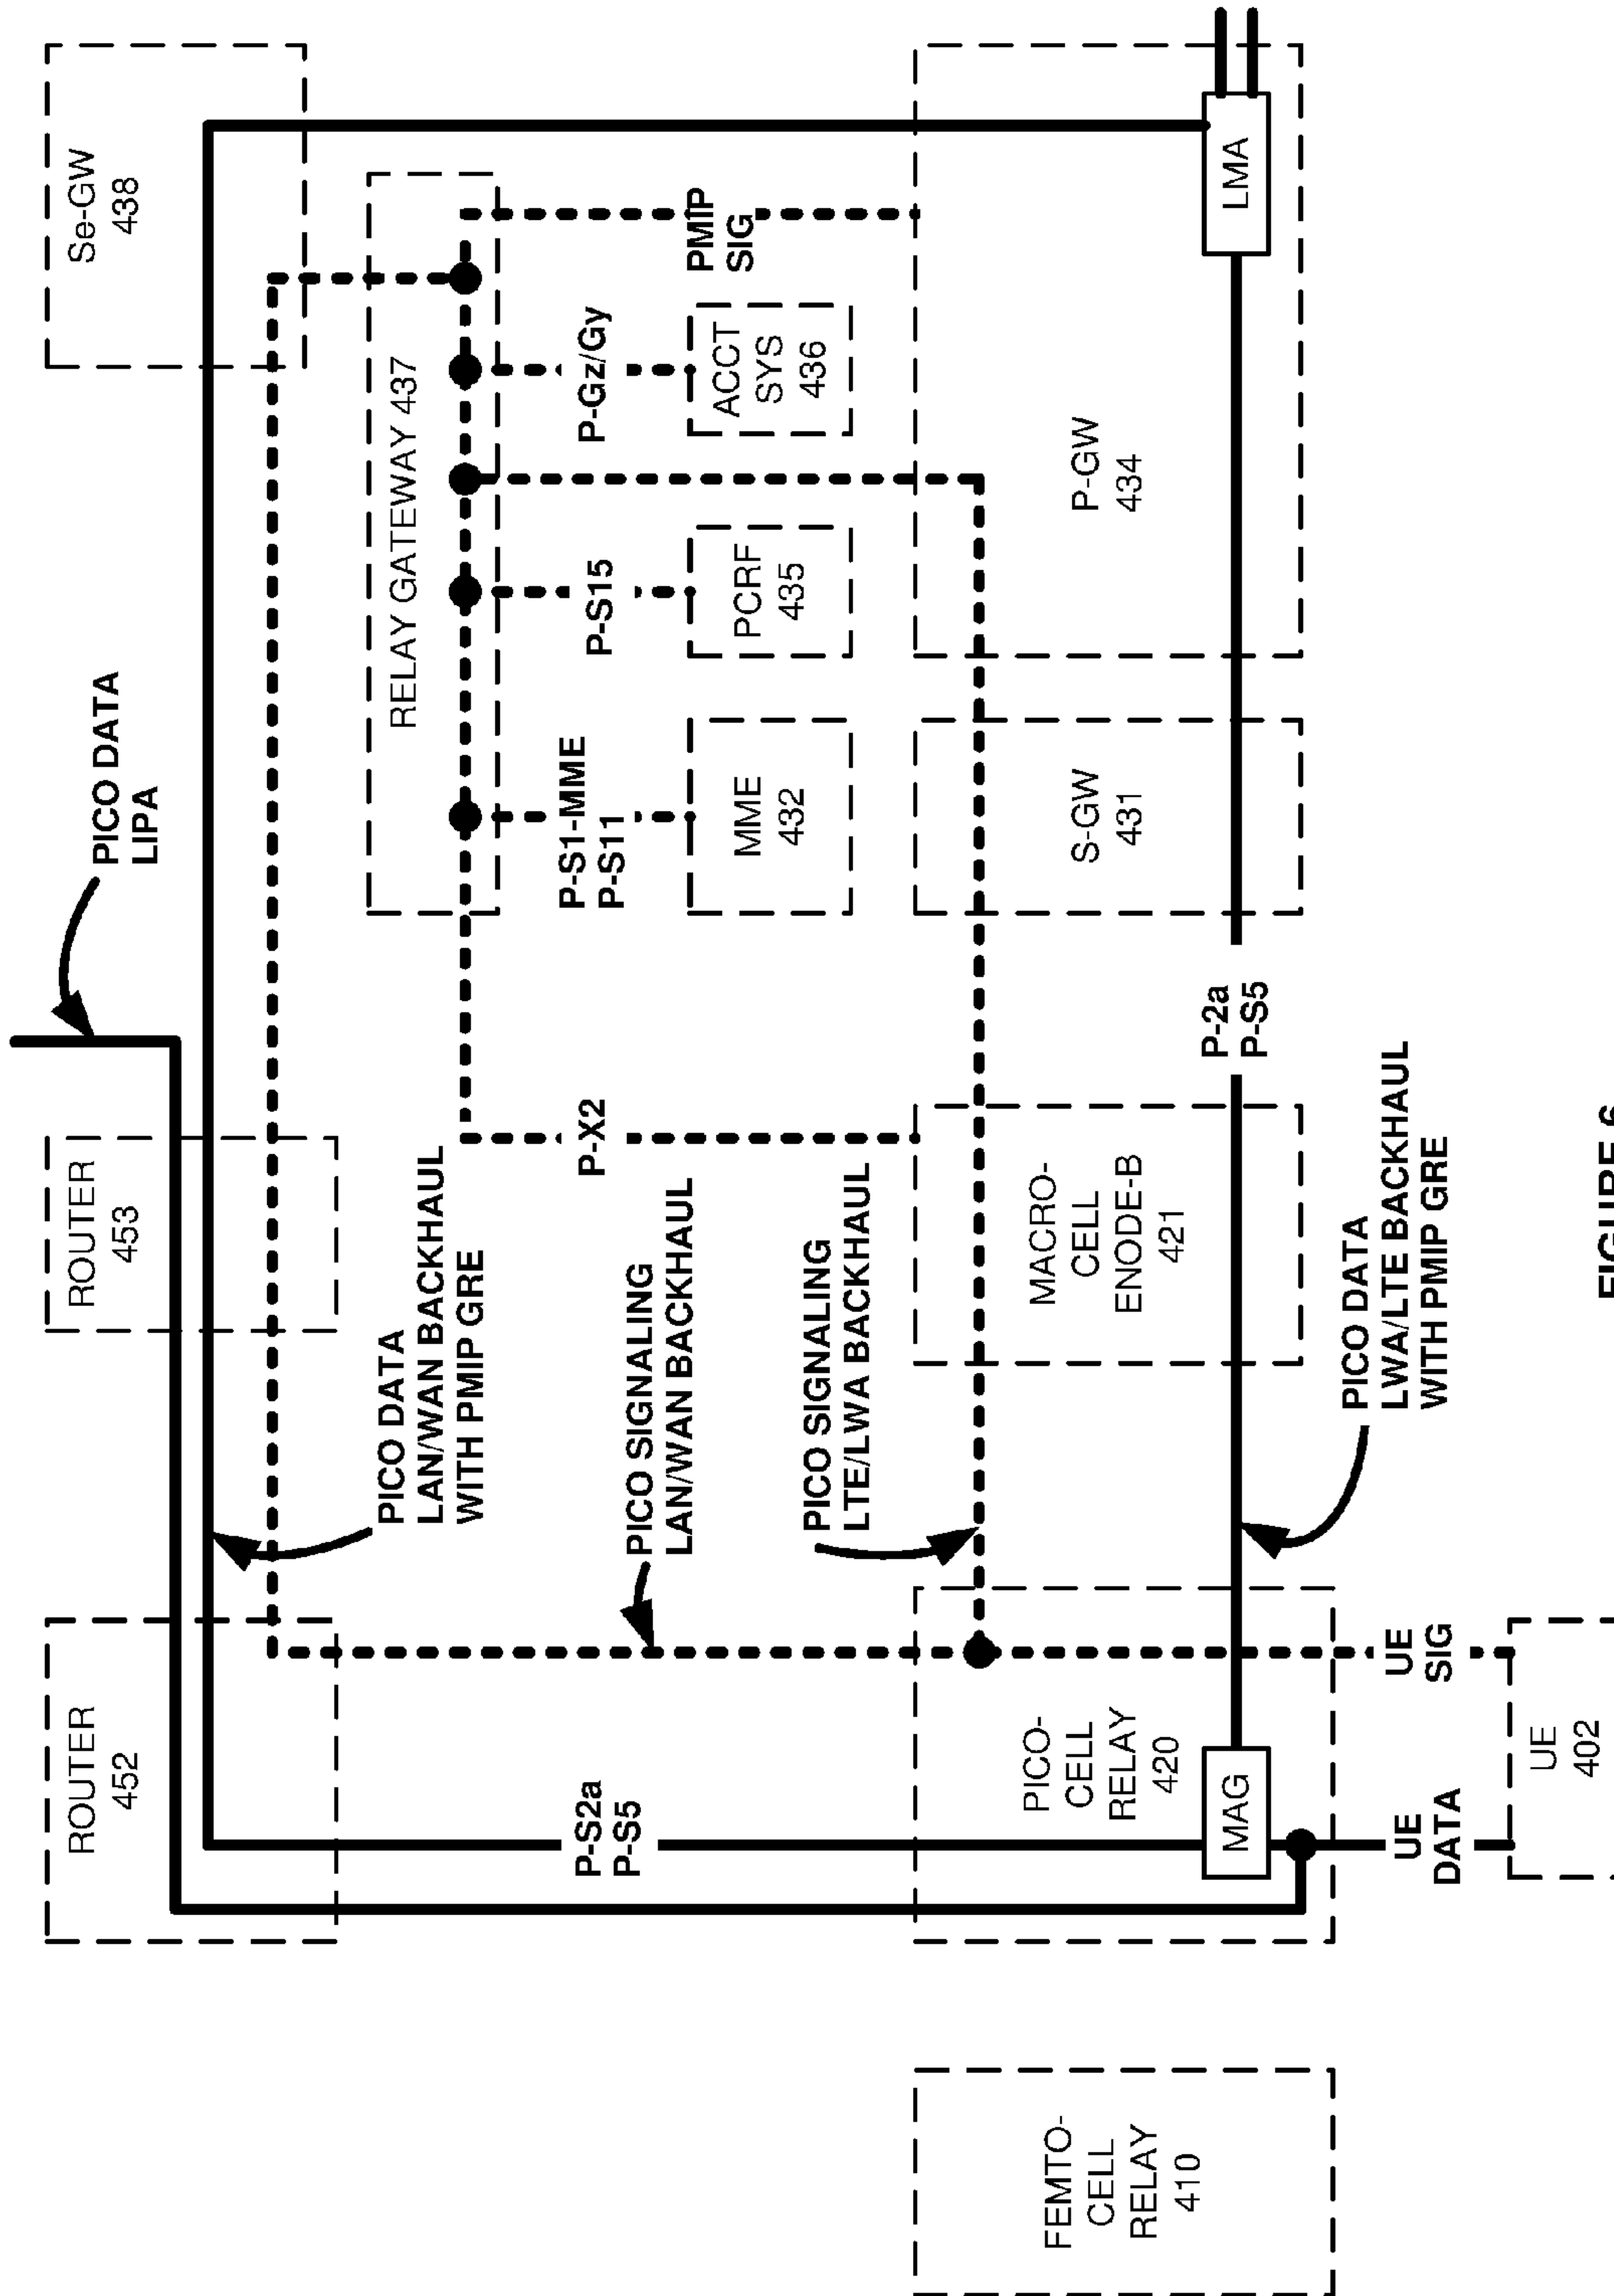 ROUTER
452
ROUTER
453
PICO DATA
LIPA
Se-GW
438
PICO DATA
LAN/WAN BACKHAUL
WITH PMIP GRE
RELAY GATEWAY 437
P-S2a
P-S5
PICO SIGNALING
LAN/WAN BACKHAUL
P-X2
P-S1-MME
P-S11
P-S15
P-Gz/Gy
PMIP
SIG
MME
432
PCRF
435
ACCT
SYS
436
PICO SIGNALING
LTE/LWA BACKHAUL
FEMTO-
CELL
RELAY
410
PICO-
CELL
RELAY
420
MAG
MACRO-
CELL
ENODE-B
421
P-2a
P-S5
S-GW
431
P-GW
434
LMA
UE
DATA
UE
SIG
PICO DATA
LWA/LTE BACKHAUL
WITH PMIP GRE
UE
402
FIGURE 6